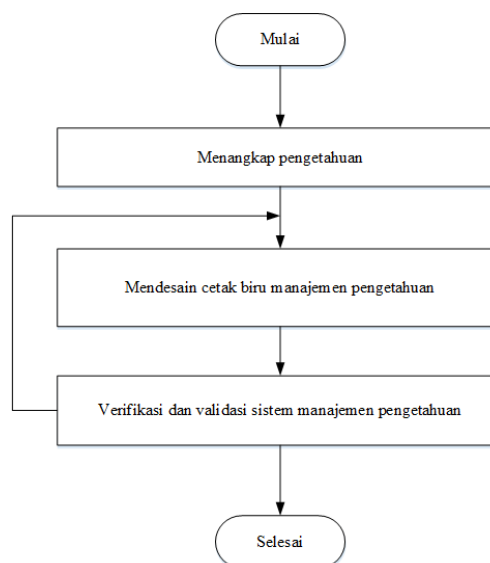 Mulai
Menangkap pengetahuan
Mendesain cetak biru manajemen pengetahuan
Verifikasi dan validasi sistem manajemen pengetahuan
Selesai